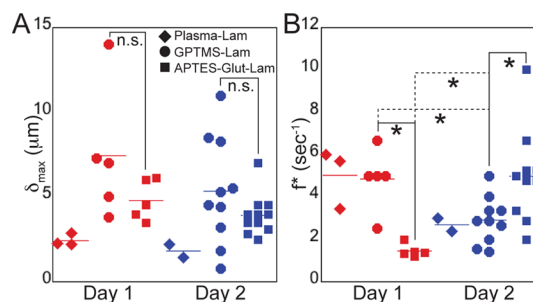 A
B
n.s.
Plasma-Lam
GPTMS-Lam
APTES-Glut-Lam
n.s.
15
10
5
0
δmax (μm)
Day 1
Day 2
12
10
8
6
4
2
0
f* (sec-1)
*
*
*
*
Day 1
Day 2